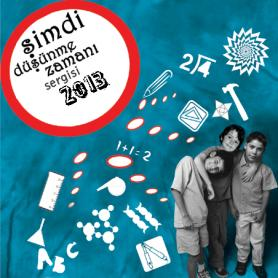 şimdi
düşünme
zamanı
sergisi
2013
2√4
1+1=2
A B C